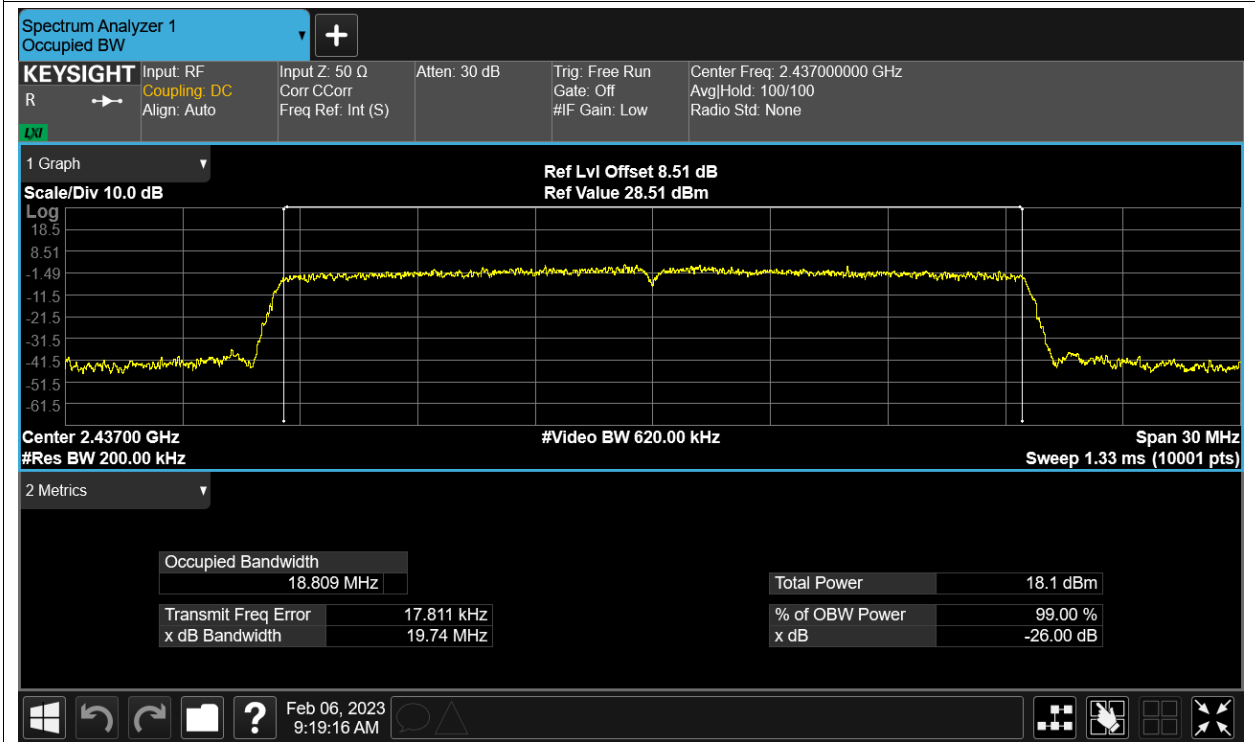 Spectrum Analyzer 1
Occupied BW
KEYSIGHT
R
LXI
Input: RF
Coupling: DC
Align: Auto
Input Z: 50 Ω
Corr CCorr
Freq Ref: Int (S)
Atten: 30 dB
Trig: Free Run
Gate: Off
#IF Gain: Low
Center Freq: 2.437000000 GHz
Avg|Hold: 100/100
Radio Std: None
1 Graph
Scale/Div 10.0 dB
Ref Lvl Offset 8.51 dB
Ref Value 28.51 dBm
Log
18.5
8.51
-1.49
-11.5
-21.5
-31.5
-41.5
-51.5
-61.5
Center 2.43700 GHz
#Video BW 620.00 kHz
Span 30 MHz
#Res BW 200.00 kHz
Sweep 1.33 ms (10001 pts)
2 Metrics
Occupied Bandwidth
18.809 MHz
Total Power 18.1 dBm
Transmit Freq Error 17.811 kHz
% of OBW Power 99.00 %
x dB Bandwidth 19.74 MHz
x dB -26.00 dB
?
Feb 06, 2023
9:19:16 AM